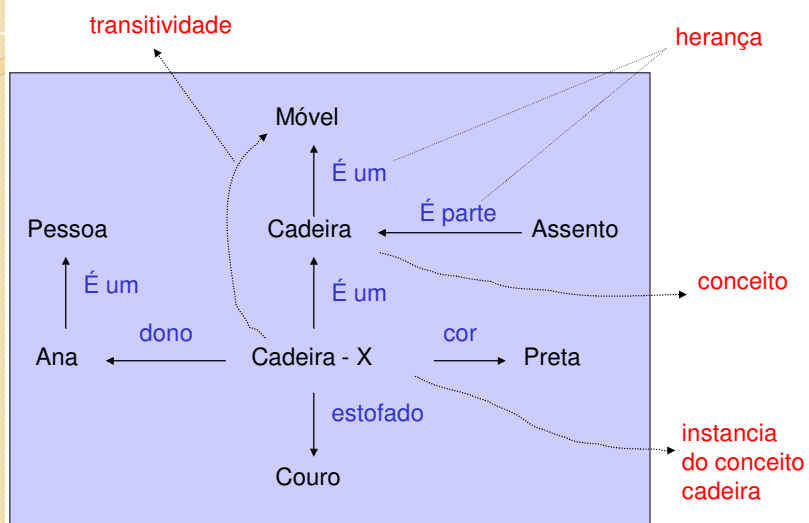 transitividade
herança
Móvel
É um
É parte
Pessoa
Cadeira
Assento
É um
É um
conceito
dono
cor
Ana
Cadeira - X
Preta
estofado
instancia
do conceito
cadeira
Couro